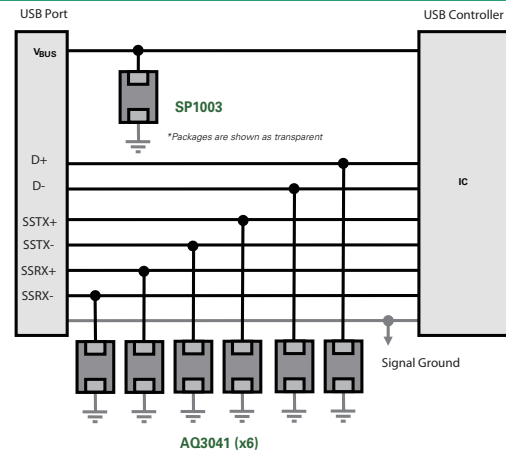 USB Port
USB Controller
VBUS
SP1003
*Packages are shown as transparent
D+
D-
IC
SSTX+
SSTX-
SSRX+
SSRX-
Signal Ground
AQ3041 (x6)